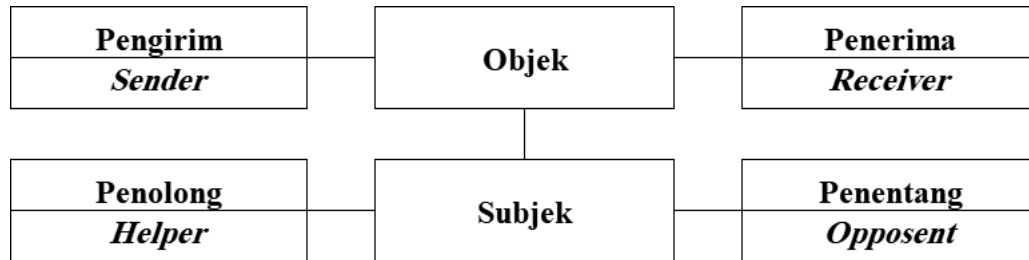 Pengirim
Sender
Objek
Penerima
Receiver
Penolong
Helper
Subjek
Penentang
Opposent